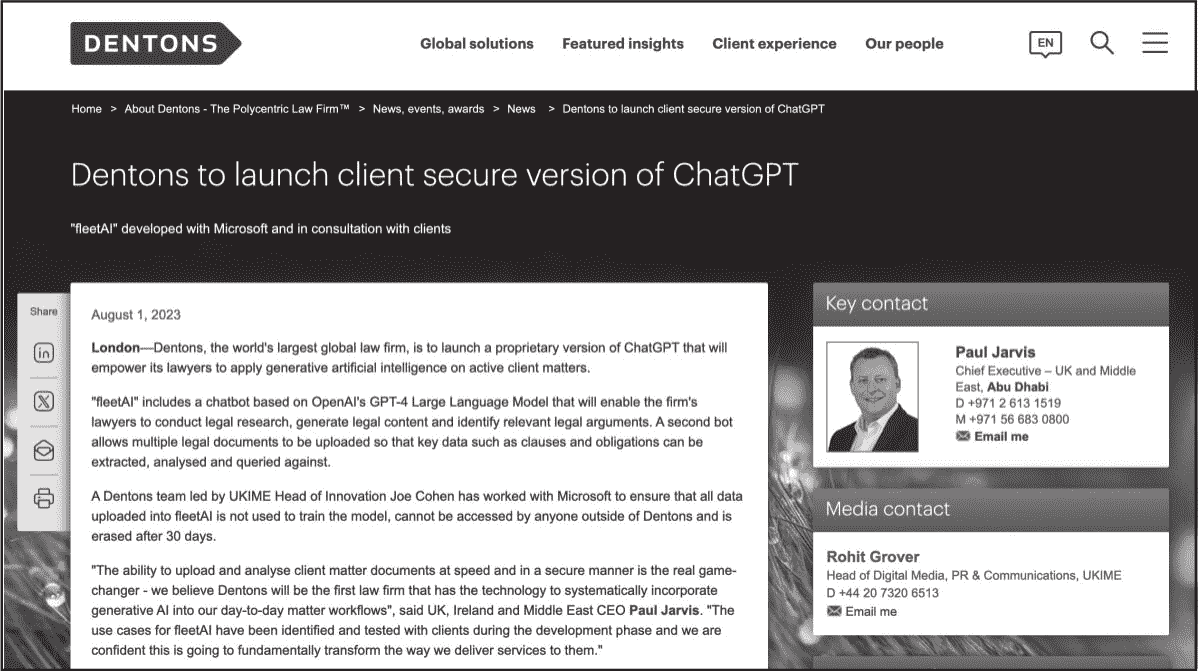 DENTONS
Global solutions
Featured insights
Client experience
Our people
EN
Home > About Dentons - The Polycentric Law Firm™ > News, events, awards > News > Dentons to launch client secure version of ChatGPT
Dentons to launch client secure version of ChatGPT
"fleetAI" developed with Microsoft and in consultation with clients
Share
in
X
August 1, 2023
London—Dentons, the world's largest global law firm, is to launch a proprietary version of ChatGPT that will
empower its lawyers to apply generative artificial intelligence on active client matters.
"fleetAI" includes a chatbot based on OpenAI's GPT-4 Large Language Model that will enable the firm's
lawyers to conduct legal research, generate legal content and identify relevant legal arguments. A second bot
allows multiple legal documents to be uploaded so that key data such as clauses and obligations can be
extracted, analysed and queried against.
A Dentons team led by UKIME Head of Innovation Joe Cohen has worked with Microsoft to ensure that all data
uploaded into fleetAI is not used to train the model, cannot be accessed by anyone outside of Dentons and is
erased after 30 days.
"The ability to upload and analyse client matter documents at speed and in a secure manner is the real game-
changer - we believe Dentons will be the first law firm that has the technology to systematically incorporate
generative AI into our day-to-day matter workflows", said UK, Ireland and Middle East CEO Paul Jarvis. "The
use cases for fleetAI have been identified and tested with clients during the development phase and we are
confident this is going to fundamentally transform the way we deliver services to them."
Key contact
Paul Jarvis
Chief Executive – UK and Middle
East, Abu Dhabi
D +971 2 613 1519
M +971 56 683 0800
Email me
Media contact
Rohit Grover
Head of Digital Media, PR & Communications, UKIME
D +44 20 7320 6513
Email me